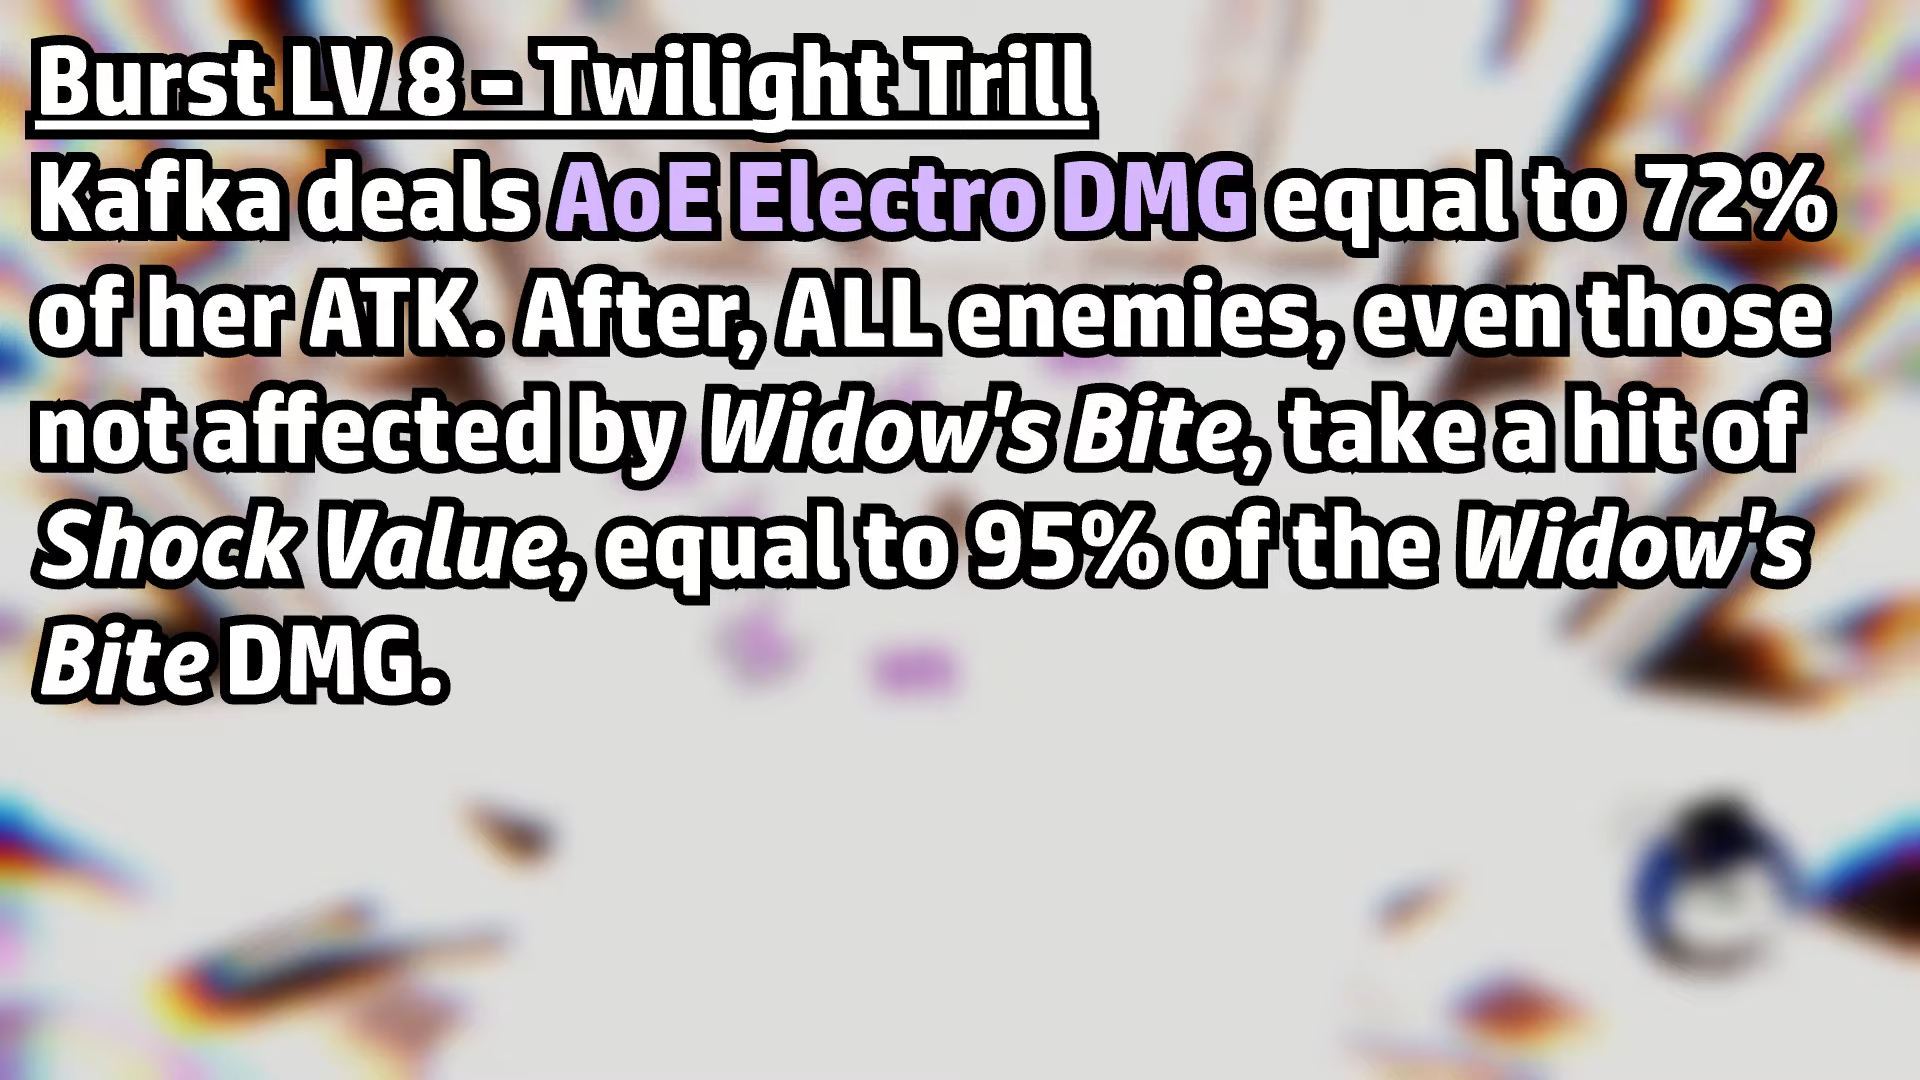 Burst LV 8 - Twilight Trill
Kafka deals AoE Electro DMG equal to 72%
of her ATK. After, ALL enemies, even those
not affected by Widow's Bite, take a hit of
Shock Value, equal to 95% of the Widow's
Bite DMG.